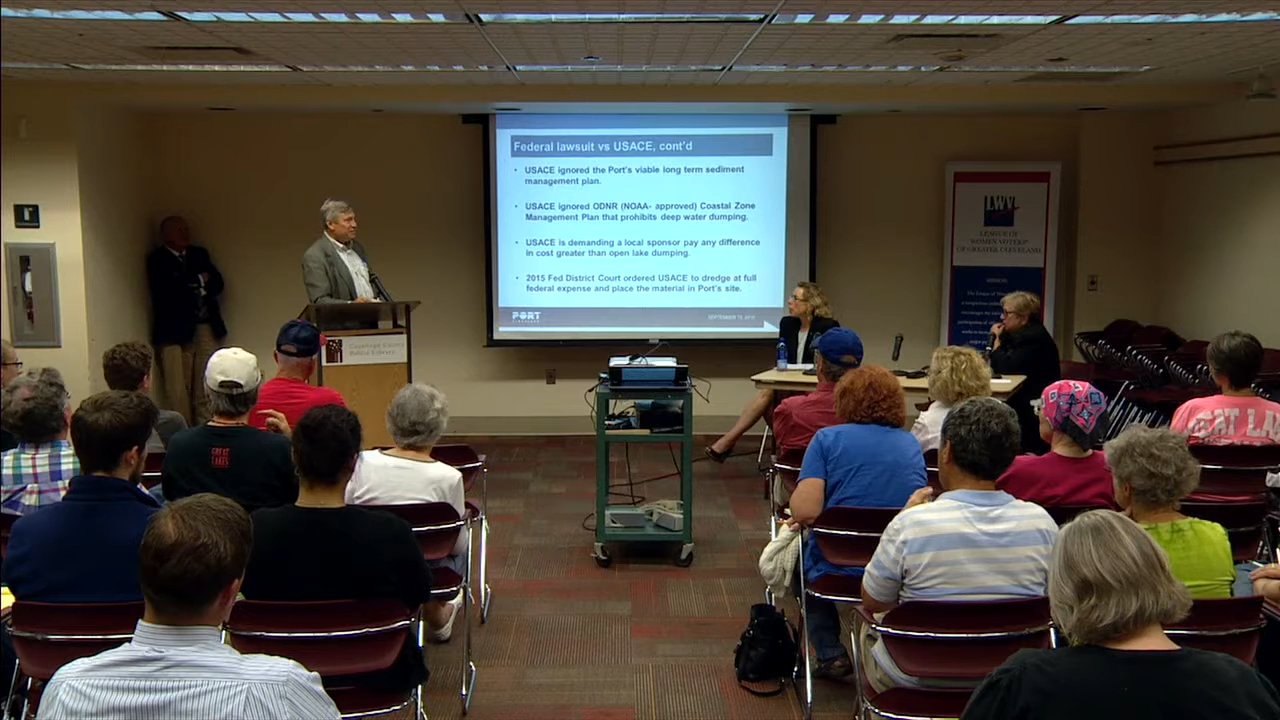 Federal lawsuit vs USACE, cont'd
• USACE ignored the Port's viable long term sediment
management plan.
• USACE ignored ODNR (NOAA- approved) Coastal Zone
Management Plan that prohibits deep water dumping.
• USACE is demanding a local sponsor pay any difference
in cost greater than open lake dumping.
• 2015 Fed District Court ordered USACE to dredge at full
federal expense and place the material in Port's site.
PORT
CLEVELAND
LWV
LEAGUE OF
WOMEN VOTERS®
OF GREATER CLEVELAND
Cuyahoga County
Public Library
GREAT
LAKES